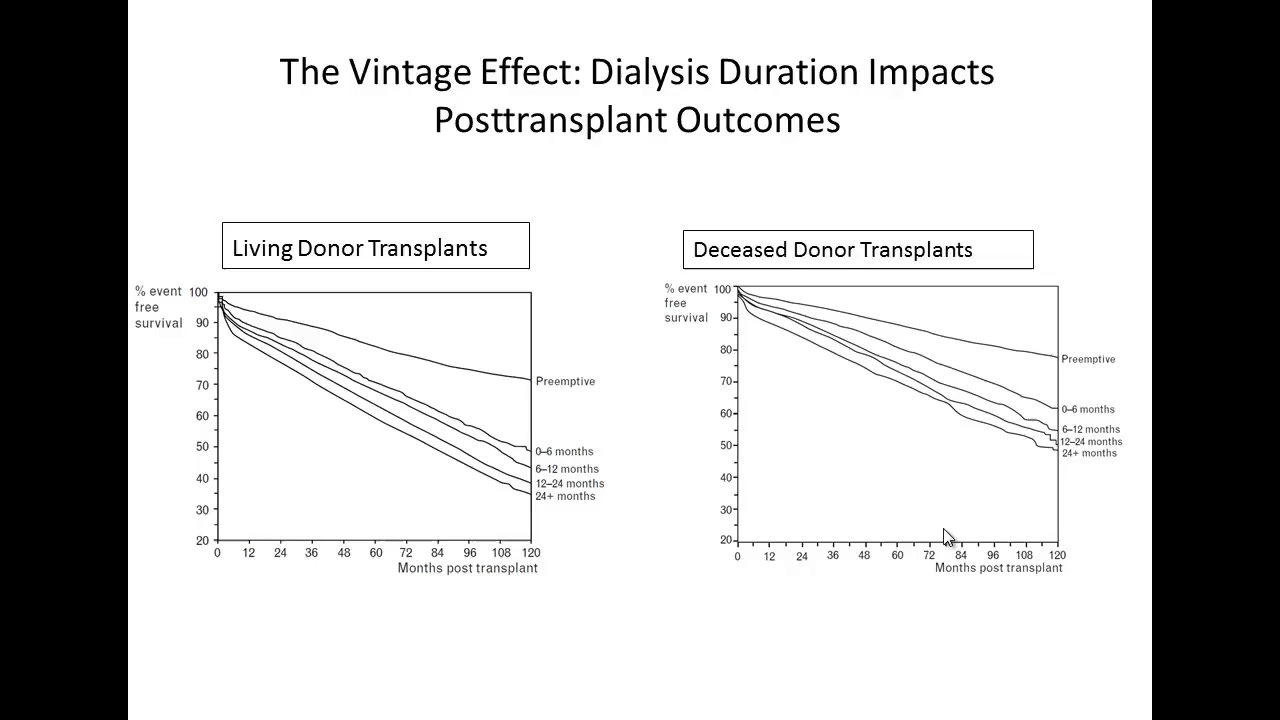 The Vintage Effect: Dialysis Duration Impacts
Posttransplant Outcomes
Living Donor Transplants
% event
free
survival
100
90
80
70
60
50
40
30
20
0 12 24 36 48 60 72 84 96 108 120
Months post transplant
Preemptive
0–6 months
6–12 months
12–24 months
24+ months
Deceased Donor Transplants
% event
free
survival
100
90
80
70
60
50
40
30
20
0 12 24 36 48 60 72 84 96 108 120
Months post transplant
Preemptive
0–6 months
6–12 months
12–24 months
24+ months